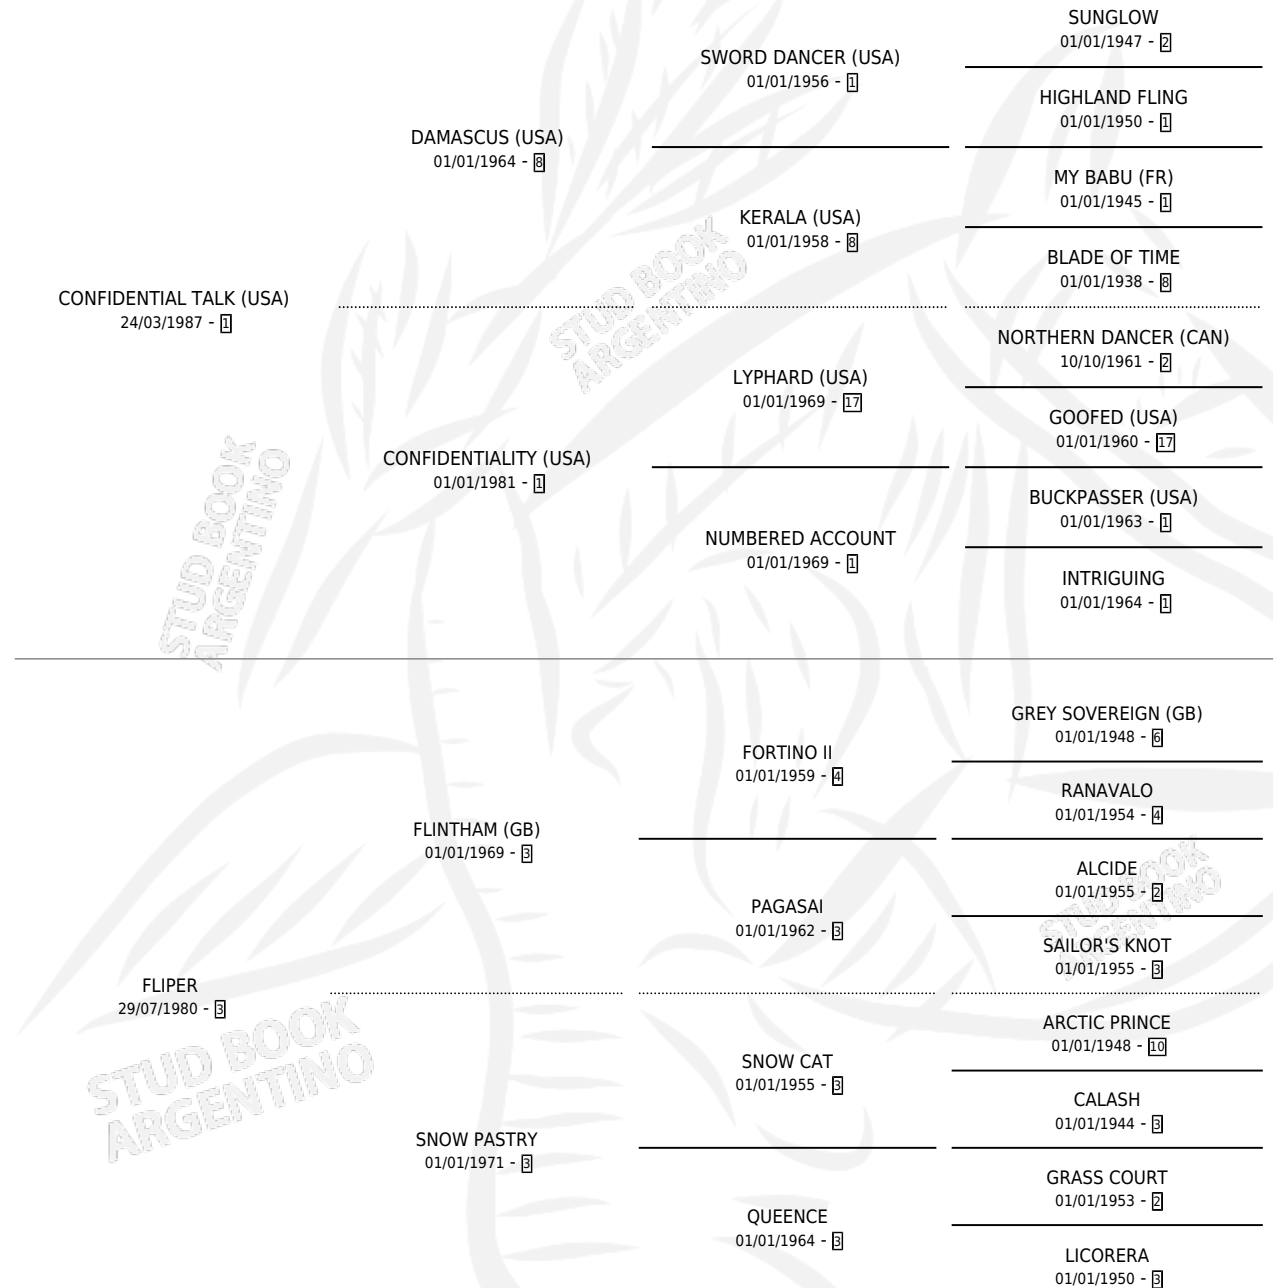 SUNGLOW
01/01/1947 - 2
SWORD DANCER (USA)
01/01/1956 - 1
HIGHLAND FLING
01/01/1950 - 1
DAMASCUS (USA)
01/01/1964 - 8
MY BABU (FR)
01/01/1945 - 1
KERALA (USA)
01/01/1958 - 8
BLADE OF TIME
01/01/1938 - 8
CONFIDENTIAL TALK (USA)
24/03/1987 - 1
NORTHERN DANCER (CAN)
10/10/1961 - 2
LYPHARD (USA)
01/01/1969 - 17
GOOFED (USA)
01/01/1960 - 17
CONFIDENTIALITY (USA)
01/01/1981 - 1
BUCKPASSER (USA)
01/01/1963 - 1
NUMBERED ACCOUNT
01/01/1969 - 1
INTRIGUING
01/01/1964 - 1
GREY SOVEREIGN (GB)
01/01/1948 - 6
FORTINO II
01/01/1959 - 4
RANAVALO
01/01/1954 - 4
FLINTHAM (GB)
01/01/1969 - 3
ALCIDE
01/01/1955 - 2
PAGASAI
01/01/1962 - 3
SAILOR'S KNOT
01/01/1955 - 3
FLIPER
29/07/1980 - 3
ARCTIC PRINCE
01/01/1948 - 10
SNOW CAT
01/01/1955 - 3
CALASH
01/01/1944 - 3
SNOW PASTRY
01/01/1971 - 3
GRASS COURT
01/01/1953 - 2
QUEENCE
01/01/1964 - 3
LICORERA
01/01/1950 - 3
STUD BOOK
ARGENTINO
STUD BOOK
ARGENTINO
STUD BOOK
ARGENTINO
STUD BOOK
ARGENTINO